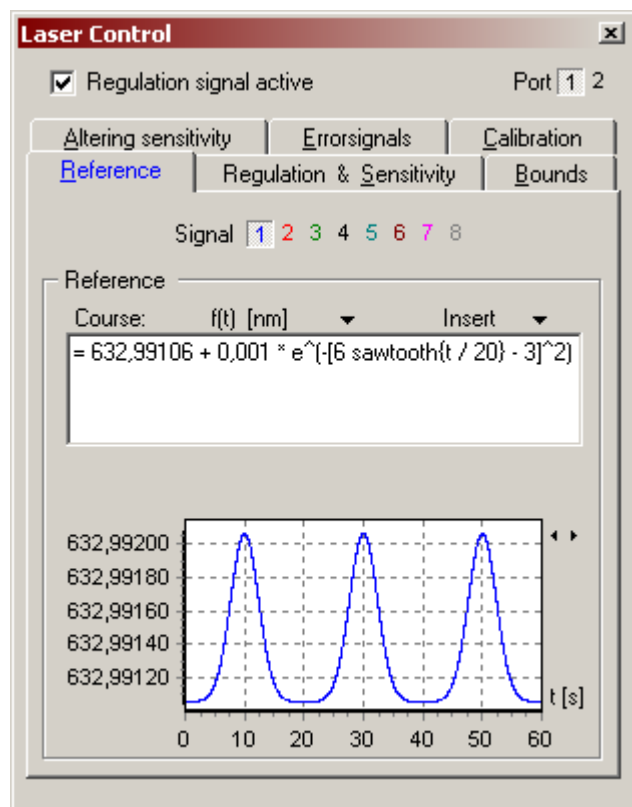 Laser Control
Regulation signal active Port 1 2
Altering sensitivity Errorsignals Calibration
Reference Regulation & Sensitivity Bounds
Signal 1 2 3 4 5 6 7 8
Reference
Course: f(t) [nm] Insert
= 632,99106 + 0,001 * e^(-[6 sawtooth{t / 20} - 3]^2)
632,99200
632,99180
632,99160
632,99140
632,99120
t [s]
0 10 20 30 40 50 60